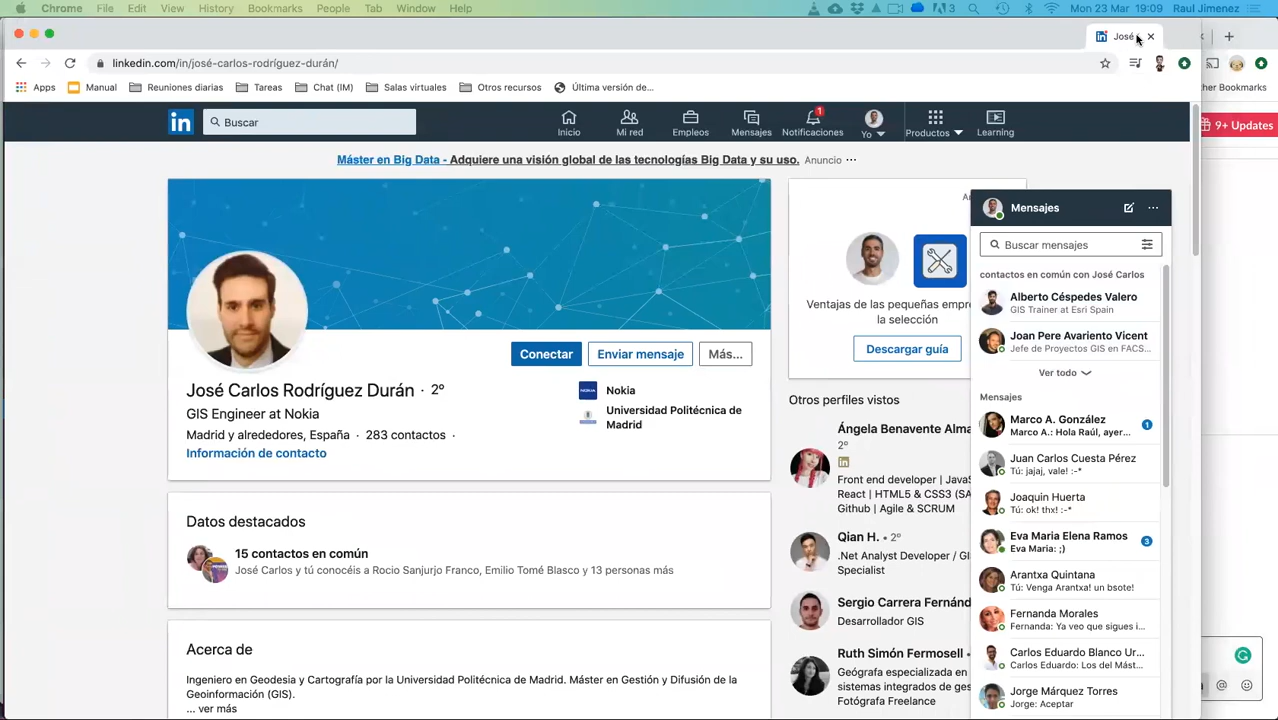 Chrome File Edit View History Bookmarks People Tab Window Help
Mon 23 Mar 19:09 Raul Jimenez
José
linkedin.com/in/josé-carlos-rodríguez-durán/
Apps Manual Reuniones diarias Tareas Chat (IM) Salas virtuales Otros recursos Última versión de...
her Bookmarks
in Buscar
Inicio Mi red Empleos Mensajes 1 Notificaciones Yo Productos Learning
9+ Updates
Máster en Big Data - Adquiere una visión global de las tecnologías Big Data y su uso. Anuncio ...
José Carlos Rodríguez Durán · 2º
GIS Engineer at Nokia
Madrid y alrededores, España · 283 contactos ·
Información de contacto
Conectar
Enviar mensaje
Más...
NOKIA
Nokia
Universidad Politécnica de
Madrid
Datos destacados
15 contactos en común
José Carlos y tú conocéis a Rocio Sanjurjo Franco, Emilio Tomé Blasco y 13 personas más
Acerca de
Ingeniero en Geodesia y Cartografía por la Universidad Politécnica de Madrid. Máster en Gestión y Difusión de la
Geoinformación (GIS).
... ver más
Ventajas de las pequeñas empre
la selección
Descargar guía
Otros perfiles vistos
Ángela Benavente Alma
2º
in
Front end developer | JavaS
React | HTML5 & CSS3 (SA
Github | Agile & SCRUM
Qian H. • 2º
.Net Analyst Developer / GI
Specialist
Sergio Carrera Fernánd
Desarrollador GIS
Ruth Simón Fermosell •
Geógrafa especializada en
sistemas integrados de ges
Fotógrafa Freelance
Mensajes
Buscar mensajes
contactos en común con José Carlos
Alberto Céspedes Valero
GIS Trainer at Esri Spain
Joan Pere Avariento Vicent
Jefe de Proyectos GIS en FACS...
Ver todo
Mensajes
Marco A. González
Marco A.: Hola Raúl, ayer...
1
Juan Carlos Cuesta Pérez
Tú: jajaj, vale! :-*
Joaquin Huerta
Tú: ok! thx! :-*
Eva Maria Elena Ramos
Eva Maria: ;)
3
Arantxa Quintana
Tú: Venga Arantxa! un bsote!
Fernanda Morales
Fernanda: Ya veo que sigues i...
Carlos Eduardo Blanco Ur...
Carlos Eduardo: Los del Mást...
Jorge Márquez Torres
Jorge: Aceptar